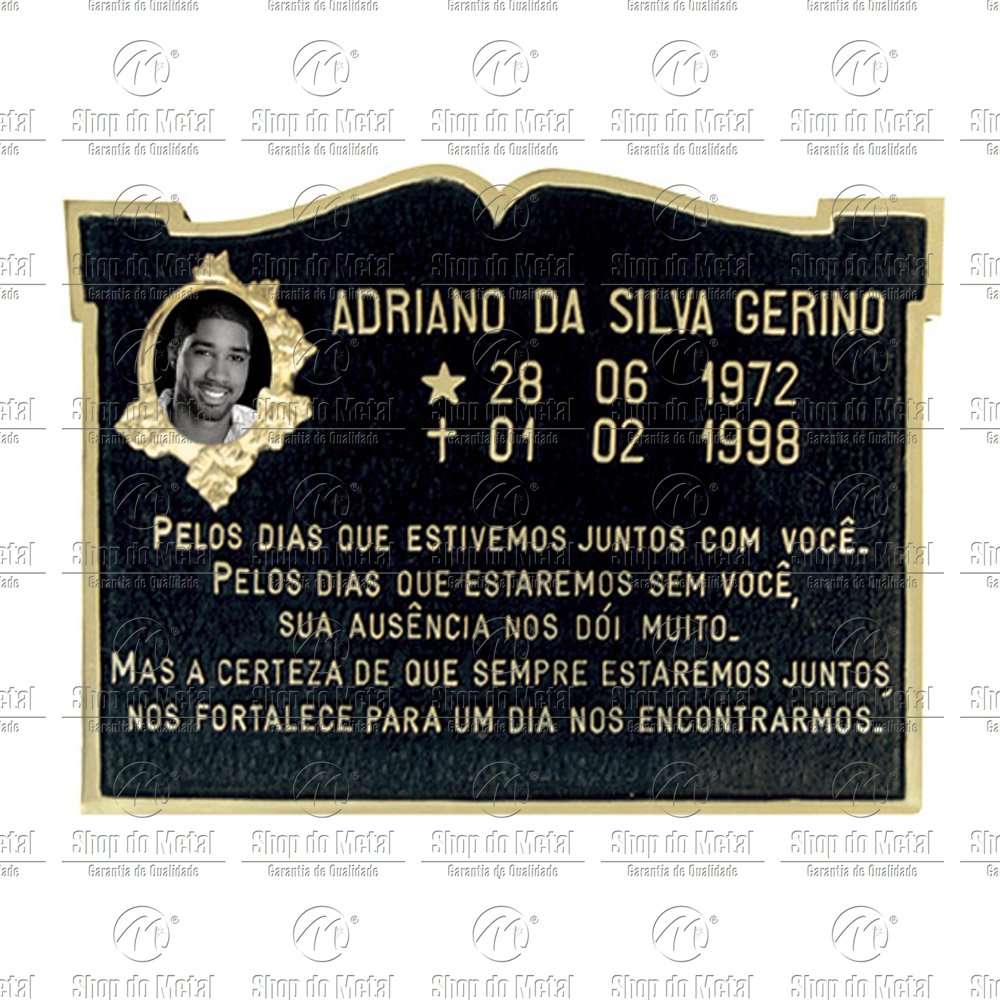 Shop do Metal
Garantia de Qualidade
ADRIANO DA SILVA GERINO
★ 28 06 1972
✝ 01 02 1998
PELOS DIAS QUE ESTIVEMOS JUNTOS COM VOCÊ.
PELOS DIAS QUE ESTAREMOS SEM VOCÊ,
SUA AUSÊNCIA NOS DÓI MUITO.
MAS A CERTEZA DE QUE SEMPRE ESTAREMOS JUNTOS,
NOS FORTALECE PARA UM DIA NOS ENCONTRARMOS.